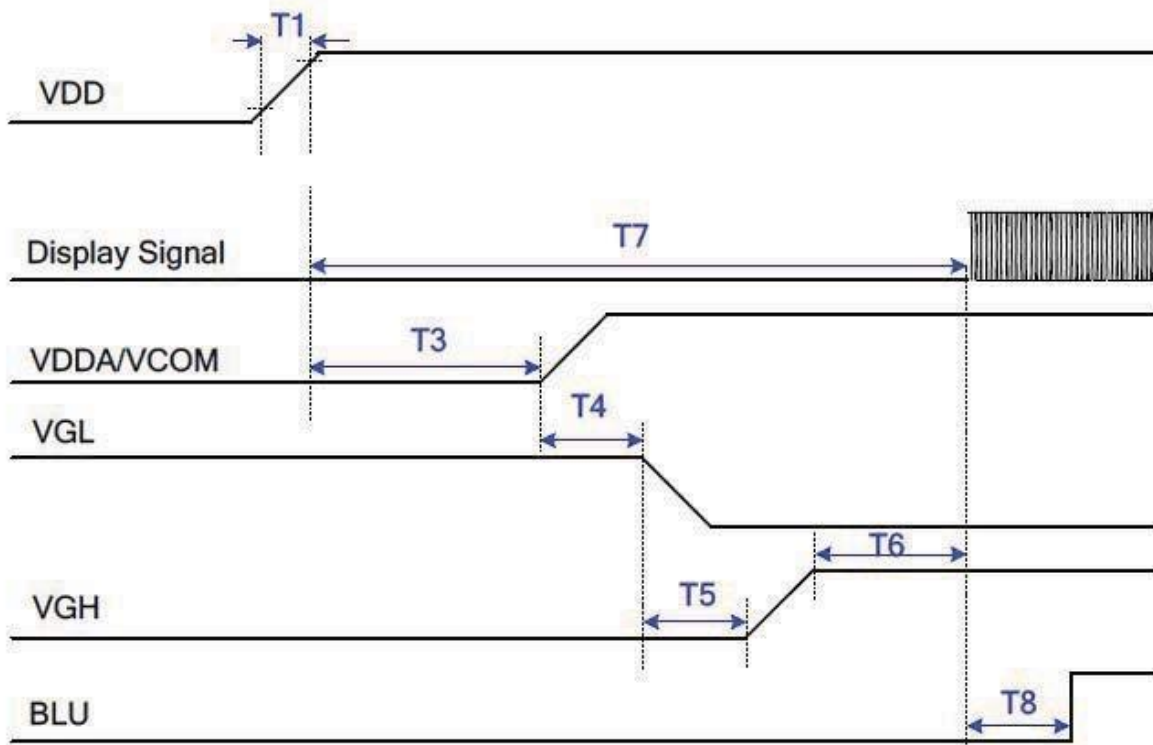 T1
VDD
T7
Display Signal
T3
VDDA/VCOM
T4
VGL
T6
T5
VGH
T8
BLU